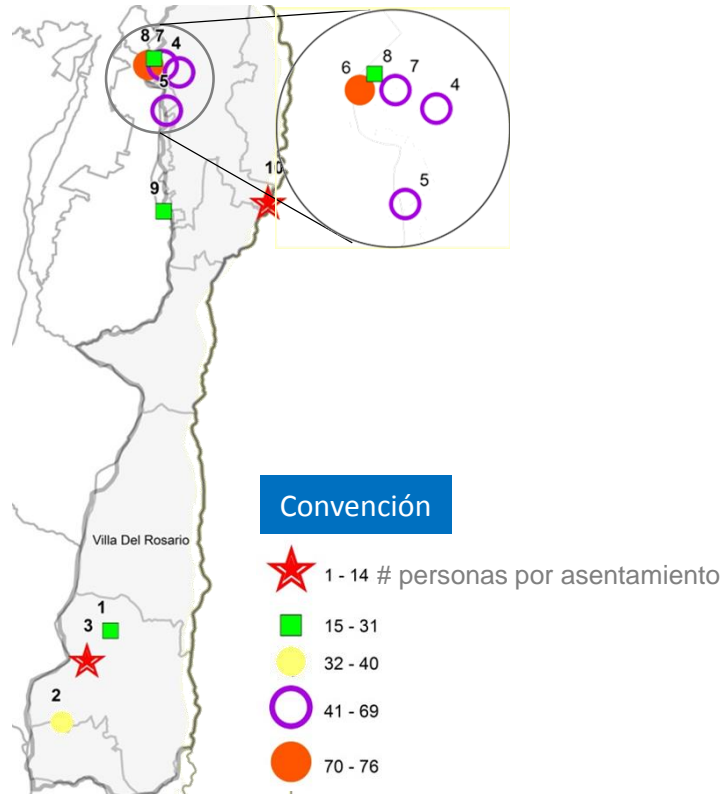 8 7 4
5
6 8 7 4
5
10
9
Villa Del Rosario
1
3
2
Convención
1 - 14 # personas por asentamiento
15 - 31
32 - 40
41 - 69
70 - 76